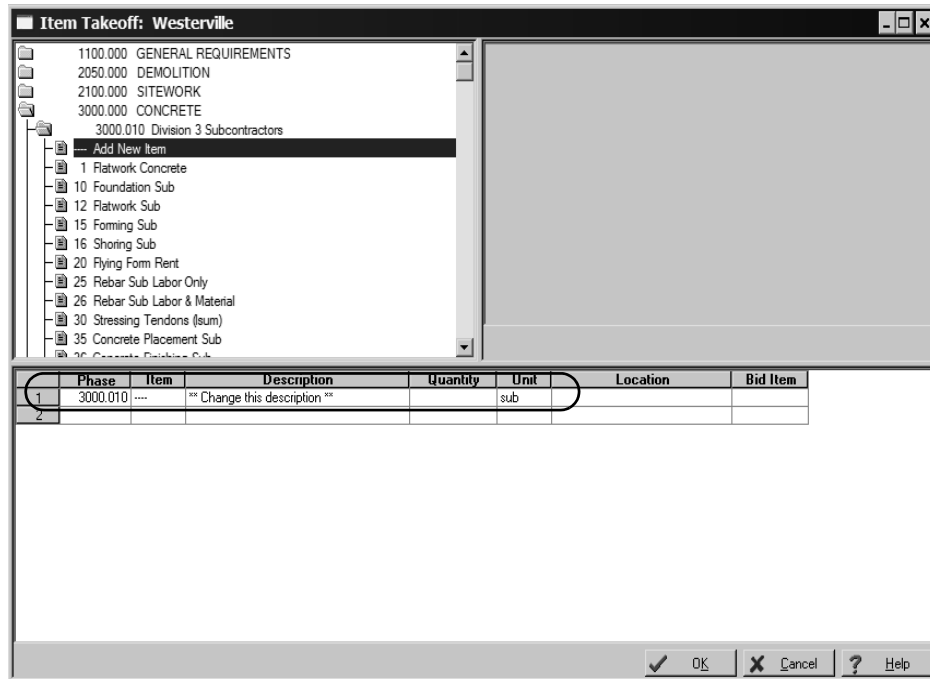 Item Takeoff: Westerville
1100.000 GENERAL REQUIREMENTS
2050.000 DEMOLITION
2100.000 SITEWORK
3000.000 CONCRETE
3000.010 Division 3 Subcontractors
---- Add New Item
1 Flatwork Concrete
10 Foundation Sub
12 Flatwork Sub
15 Forming Sub
16 Shoring Sub
20 Flying Form Rent
25 Rebar Sub Labor Only
26 Rebar Sub Labor & Material
30 Stressing Tendons (lsum)
35 Concrete Placement Sub
36 Concrete Finishing Sub
Phase Item Description Quantity Unit Location Bid Item
1 3000.010 ---- ** Change this description ** sub
2
OK Cancel ? Help